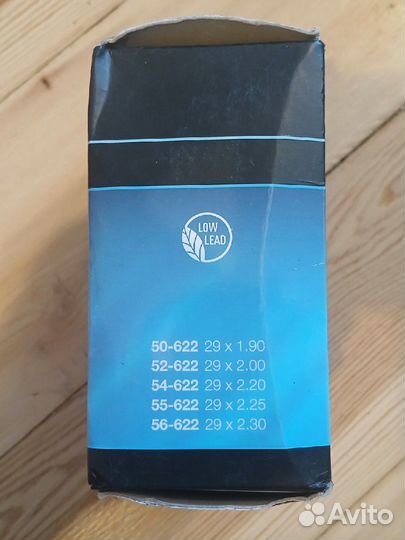 LOW
LEAD
50-622 29 x 1.90
52-622 29 x 2.00
54-622 29 x 2.20
55-622 29 x 2.25
56-622 29 x 2.30
Avito